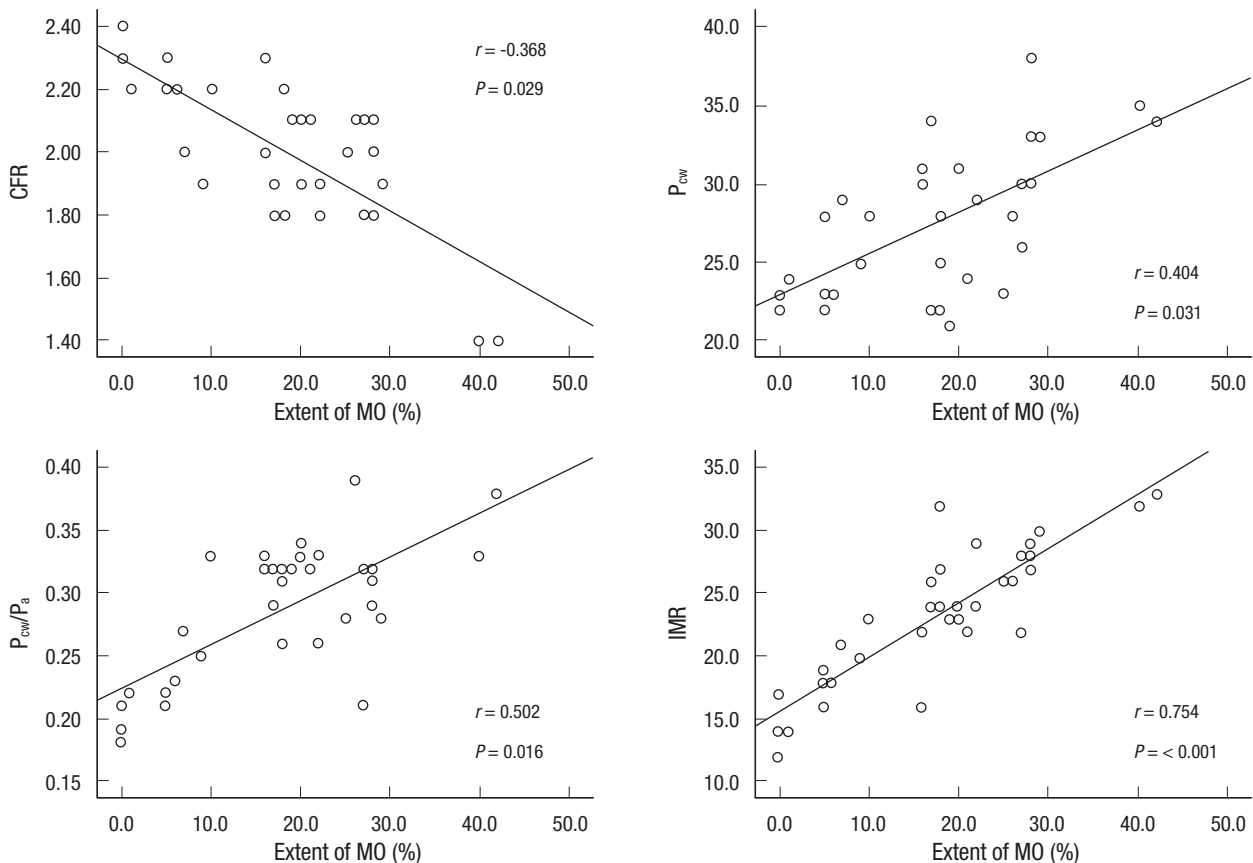 2.40
2.20
2.00
1.80
1.60
1.40
CFR
r = -0.368
P = 0.029
0.0 10.0 20.0 30.0 40.0 50.0
Extent of MO (%)
40.0
35.0
30.0
25.0
20.0
Pcw
r = 0.404
P = 0.031
0.0 10.0 20.0 30.0 40.0 50.0
Extent of MO (%)
0.40
0.35
0.30
0.25
0.20
0.15
Pcw/Pa
r = 0.502
P = 0.016
0.0 10.0 20.0 30.0 40.0 50.0
Extent of MO (%)
35.0
30.0
25.0
20.0
15.0
10.0
IMR
r = 0.754
P = < 0.001
0.0 10.0 20.0 30.0 40.0 50.0
Extent of MO (%)